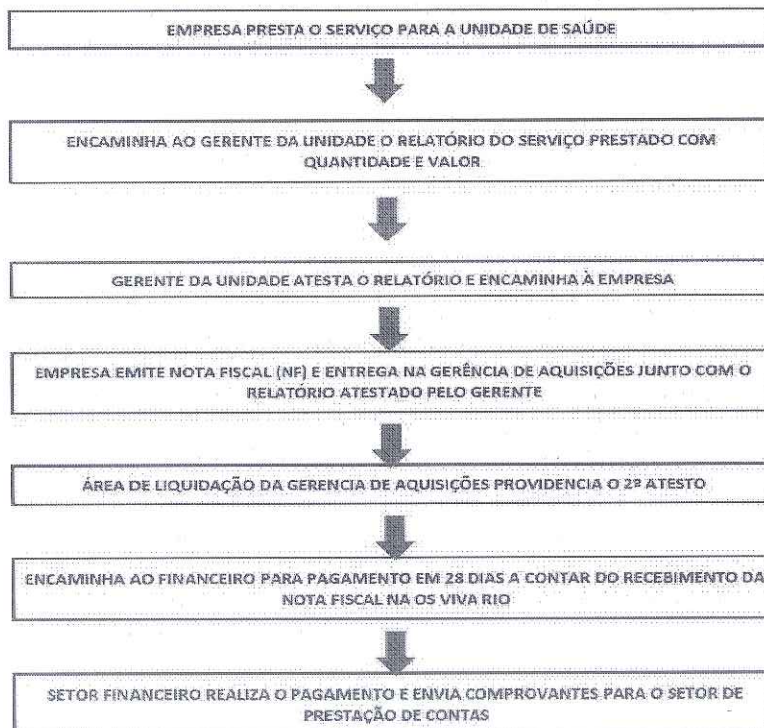 EMPRESA PRESTA O SERVIÇO PARA A UNIDADE DE SAÚDE
ENCAMINHA AO GERENTE DA UNIDADE O RELATÓRIO DO SERVIÇO PRESTADO COM
QUANTIDADE E VALOR
GERENTE DA UNIDADE ATESTA O RELATÓRIO E ENCAMINHA À EMPRESA
EMPRESA EMITE NOTA FISCAL (NF) E ENTREGA NA GERÊNCIA DE AQUISIÇÕES JUNTO COM O
RELATÓRIO ATESTADO PELO GERENTE
ÁREA DE LIQUIDAÇÃO DA GERENCIA DE AQUISIÇÕES PROVIDENCIA O 2º ATESTO
ENCAMINHA AO FINANCEIRO PARA PAGAMENTO EM 28 DIAS A CONTAR DO RECEBIMENTO DA
NOTA FISCAL NA OS VIVA RIO
SETOR FINANCEIRO REALIZA O PAGAMENTO E ENVIA COMPROVANTES PARA O SETOR DE
PRESTAÇÃO DE CONTAS